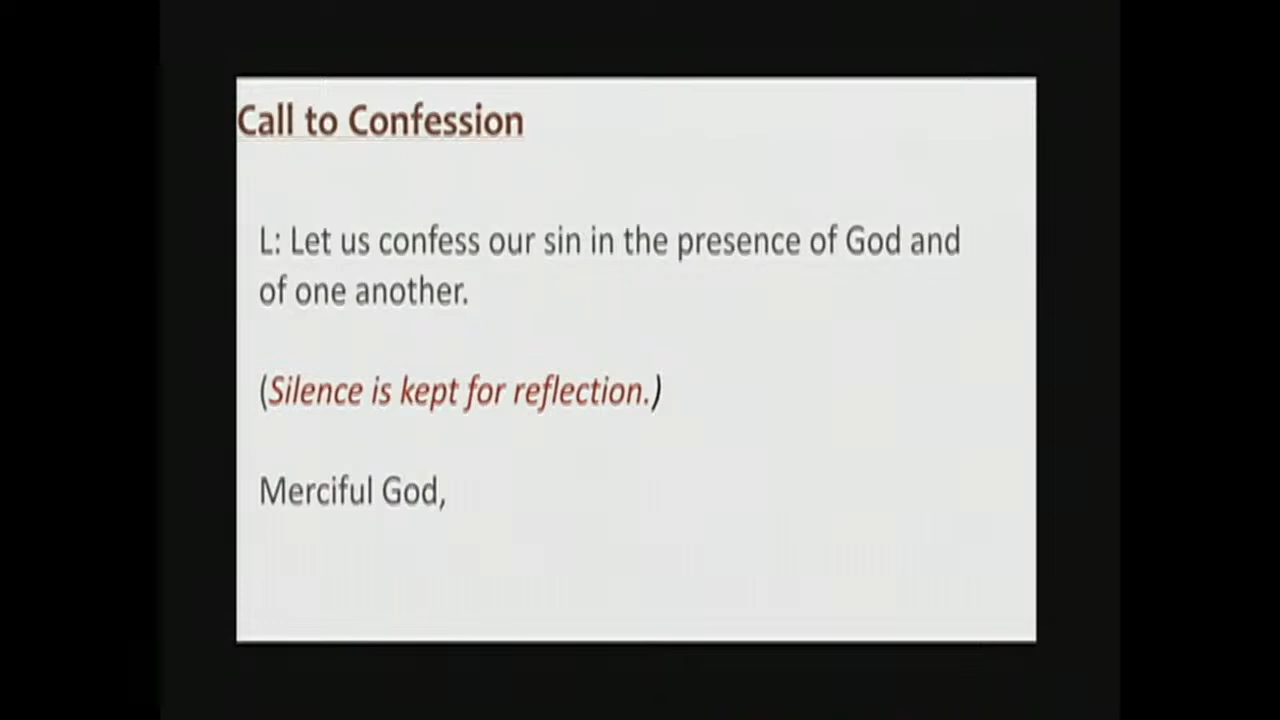 Call to Confession
L: Let us confess our sin in the presence of God and
of one another.
(Silence is kept for reflection.)
Merciful God,